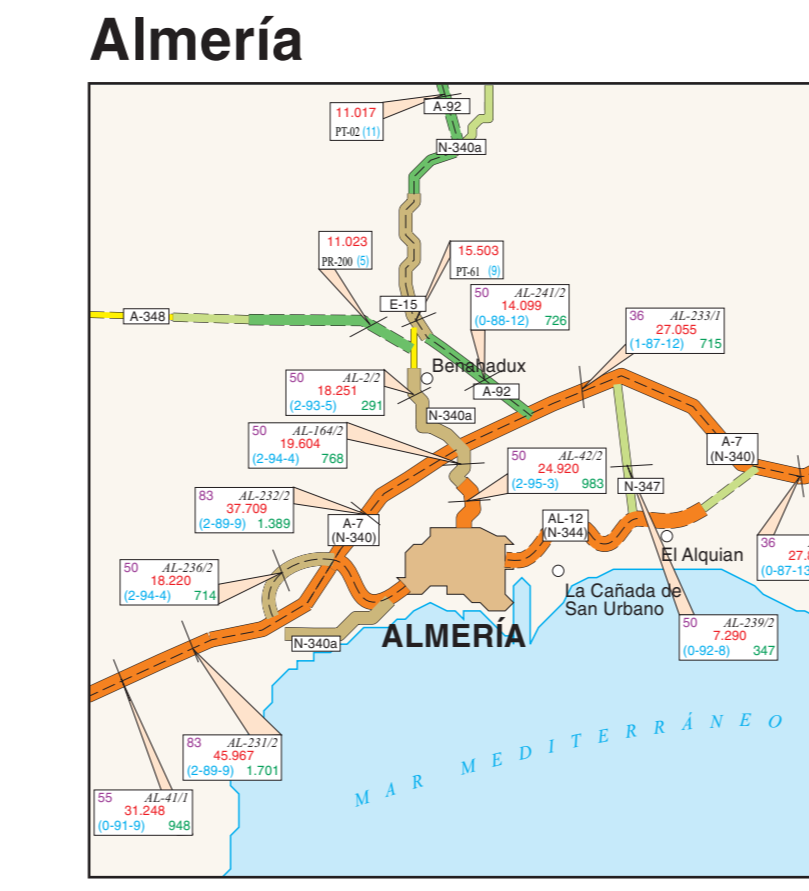 Almería
11.017
PT-02 (11)
A-92
N-340a
11.023
PR-200 (5)
15.503
PT-61 (9)
50 AL-241/2
14.099
(0-88-12) 726
E-15
A-348
36 AL-233/1
27.055
(1-87-12) 715
Benahadux
50 AL-2/2
18.251
(2-93-5) 291
A-92
N-340a
50 AL-164/2
19.604
(2-94-4) 768
A-7
(N-340)
50 AL-42/2
24.920
(2-95-3) 983
N-347
83 AL-232/2
37.709
(2-89-9) 1.389
A-7
(N-340)
AL-12
(N-344)
36
(0-87-13
El Alquian
50 AL-236/2
18.220
(2-94-4) 714
La Cañada de
San Urbano
N-340a
ALMERÍA
50 AL-239/2
7.290
(0-92-8) 347
83 AL-231/2
45.967
(2-89-9) 1.701
MAR MEDITERRÁNEO
55 AL-41/1
31.248
(0-91-9) 948